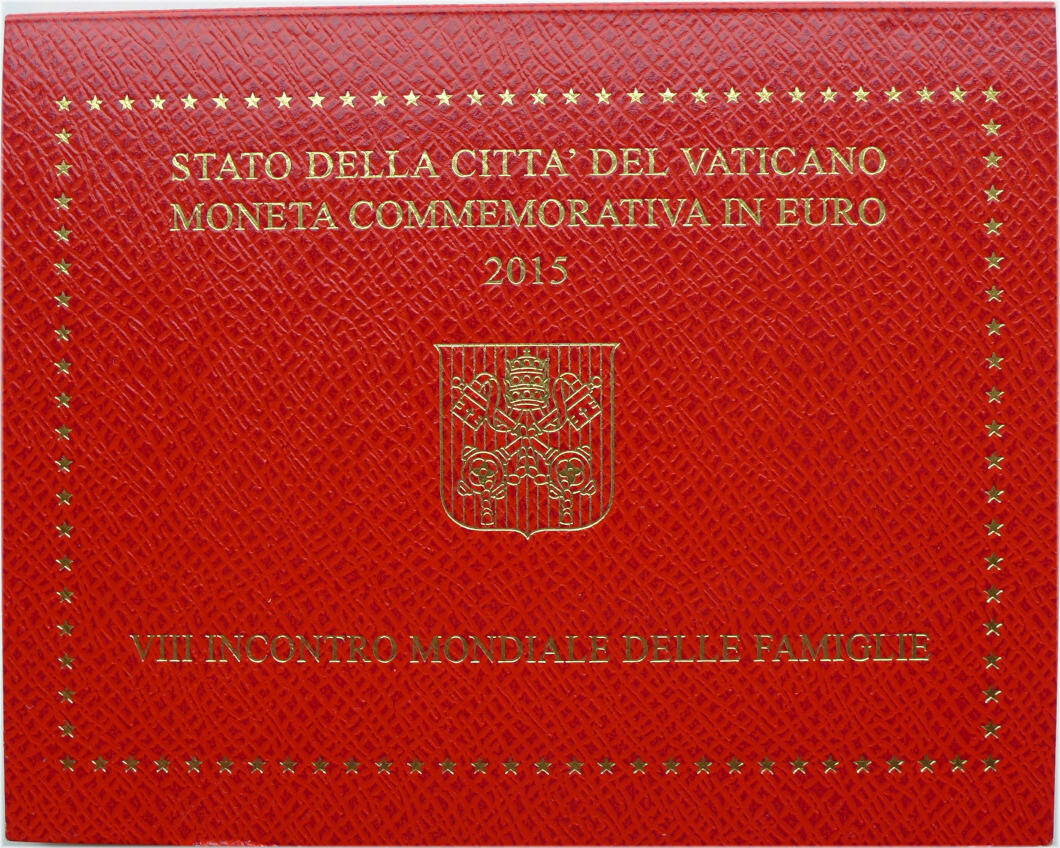 STATO DELLA CITTA' DEL VATICANO
MONETA COMMEMORATIVA IN EURO
2015
VIII INCONTRO MONDIALE DELLE FAMIGLIE